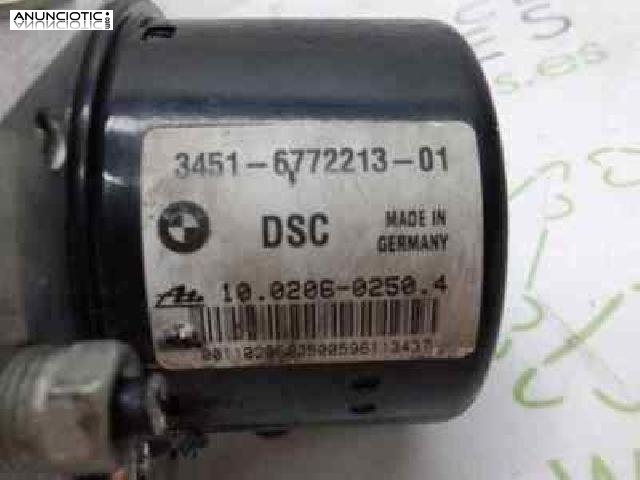 ANUNCIOTIC
3451-6772213-01
DSC
MADE IN
GERMANY
10.0206-0250.4